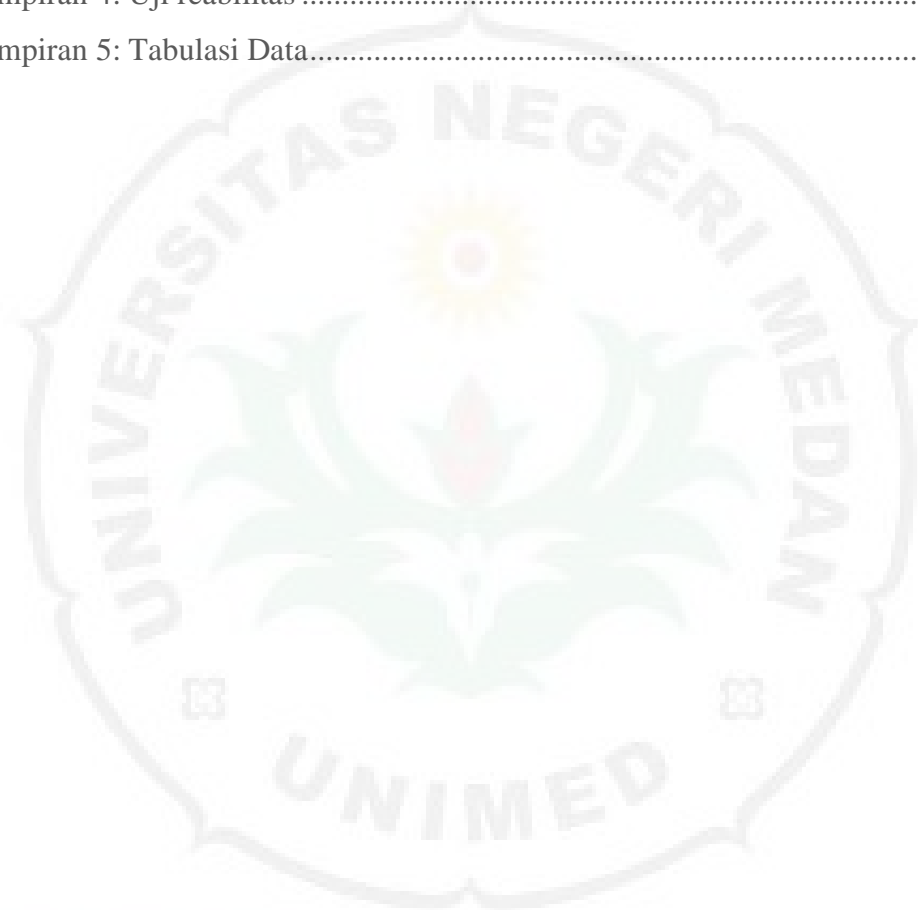 mpiran 4: Uji reabilitas ..........................................................................
mpiran 5: Tabulasi Data..........................................................................
UNIVERSITAS NEGERI MEDAN
UNIMED